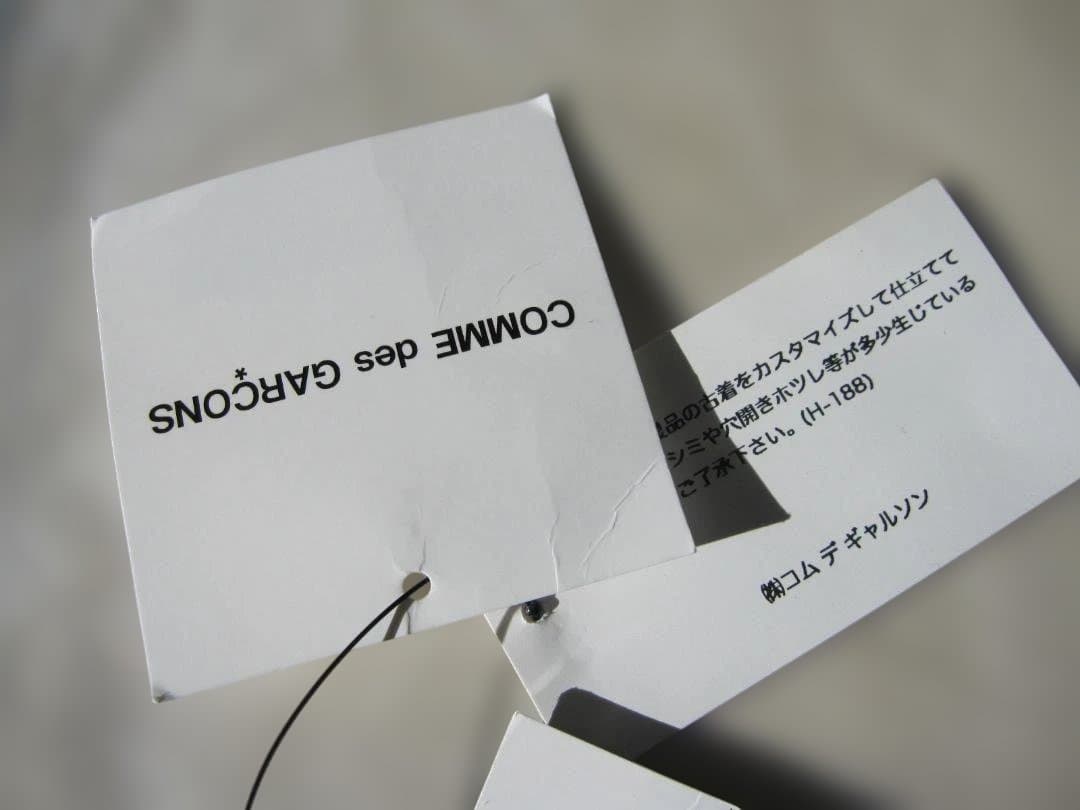 COMME des GARÇONS
品の古着をカスタマイズして仕立てて
シミや穴開きホツレ等が多少生じている
ご了承下さい。(H-188)
㈱コム デ ギャルソン